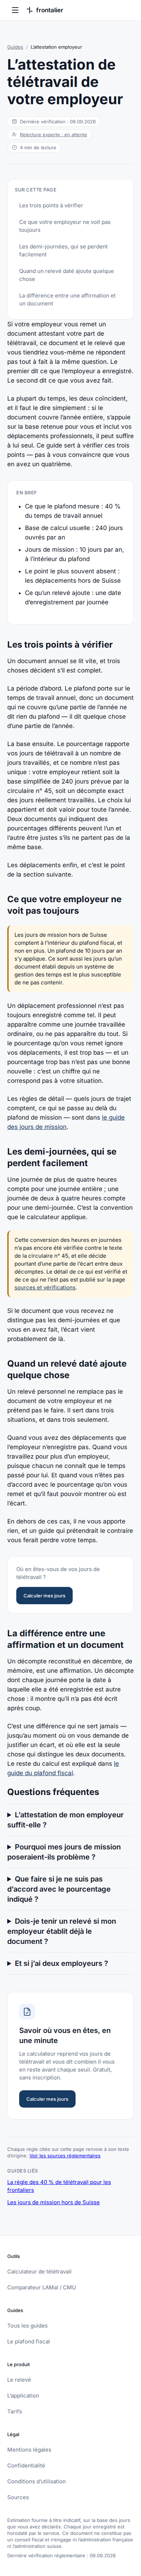 frontalier
Guides / L'attestation employeur
L'attestation de
télétravail de
votre employeur
Dernière vérification : 09.09.2026
Relecture experte : en attente
4 min de lecture
SUR CETTE PAGE
Les trois points à vérifier
Ce que votre employeur ne voit pas
toujours
Les demi-journées, qui se perdent
facilement
Quand un relevé daté ajoute quelque
chose
La différence entre une affirmation et
un document
Si votre employeur vous remet un
document attestant votre part de
télétravail, ce document et le relevé que
vous tiendriez vous-même ne répondent
pas tout à fait à la même question. Le
premier dit ce que l'employeur a enregistré.
Le second dit ce que vous avez fait.
La plupart du temps, les deux coïncident,
et il faut le dire simplement : si le
document couvre l'année entière, s'appuie
sur la base retenue pour vous et inclut vos
déplacements professionnels, il peut suffire
à lui seul. Ce guide sert à vérifier ces trois
points — pas à vous convaincre que vous
avez encore un quatrième.
EN BREF
• Ce que le plafond mesure : 40 %
du temps de travail annuel
• Base de calcul usuelle : 240 jours
ouvrés par an
• Jours de mission : 10 jours par an,
à l'intérieur du plafond
• Le point le plus souvent absent :
les déplacements hors de Suisse
• Ce qu'un relevé ajoute : une date
d'enregistrement par journée
Les trois points à vérifier
Un document annuel se lit vite, et trois
choses décident s'il est complet.
La période d'abord. Le plafond porte sur le
temps de travail annuel, donc un document
qui ne couvre qu'une partie de l'année ne dit
rien du plafond — il dit quelque chose
d'une partie de l'année.
La base ensuite. Le pourcentage rapporte
vos jours de télétravail à un nombre de
jours travaillés, et ce nombre n'est pas
unique : votre employeur retient soit la
base simplifiée de 240 jours prévue par la
circulaire n° 45, soit un décompte exact
des jours réellement travaillés. Le choix lui
appartient et doit valoir pour tout l'année.
Deux documents qui indiquent des
pourcentages différents peuvent l'un et
l'autre être justes s'ils ne partent pas de la
même base.
Les déplacements enfin, et c'est le point
de la section suivante.
Ce que votre employeur ne
voit pas toujours
Les jours de mission hors de Suisse
comptent à l'intérieur du plafond fiscal, et
non en plus. Un plafond de 10 jours par an
s'y applique. Ce sont aussi les jours qu'un
document établi depuis un système de
gestion des temps est le plus susceptible
de ne pas contenir.
Un déplacement professionnel n'est pas
toujours enregistré comme tel. Il peut
apparaître comme une journée travaillée
ordinaire, ou ne pas apparaître du tout. Si
le pourcentage qu'on vous remet ignore
vos déplacements, il est trop bas — et un
pourcentage trop bas n'est pas une bonne
nouvelle : c'est un chiffre qui ne
correspond pas à votre situation.
Les règles de détail — quels jours de trajet
comptent, ce qui se passe au delà du
plafond de mission — sont dans le guide
des jours de mission.
Les demi-journées, qui se
perdent facilement
Une journée de plus de quatre heures
compte pour une journée entière ; une
journée de deux à quatre heures compte
pour une demi-journée. C'est la convention
que le calculateur applique.
Cette conversion des heures en journées
n'a pas encore été vérifiée contre le texte
de la circulaire n° 45, et elle décide
pourtant d'une partie de l'écart entre deux
décomptes. Le détail de ce qui est vérifié et
de ce qui ne l'est pas est publié sur la page
sources et vérifications.
Si le document que vous recevez ne
distingue pas les demi-journées et que
vous en avez fait, l'écart vient
probablement de là.
Quand un relevé daté ajoute
quelque chose
Un relevé personnel ne remplace pas le
document de votre employeur et ne
prétend pas le faire. Il sert dans trois
situations, et dans trois seulement.
Quand vous avez des déplacements que
l'employeur n'enregistre pas. Quand vous
travaillez pour plus d'un employeur,
puisque chacun ne connaît que le temps
passé pour lui. Et quand vous n'êtes pas
d'accord avec le pourcentage qu'on vous
remet et qu'il faut pouvoir montrer d'où est
l'écart.
En dehors de ces cas, il ne vous apporte
rien, et un guide qui prétendrait le contraire
vous ferait perdre votre temps.
Où en êtes-vous de vos jours de
télétravail ?
Calculer mes jours
La différence entre une
affirmation et un document
Un décompte reconstitué en décembre, de
mémoire, est une affirmation. Un décompte
dont chaque journée porte la date à
laquelle elle a été enregistrée est autre
chose : il montre qu'il n'a pas été écrit
après coup.
C'est une différence qui ne sert jamais —
jusqu'au moment où on vous demande de
justifier un écart, et où elle est la seule
chose disponible entre les deux documents.
Le reste du calcul est expliqué dans le
guide du plafond fiscal.
Questions fréquentes
▶ L'attestation de mon employeur
suffit-elle ?
▶ Pourquoi mes jours de mission
poseraient-ils problème ?
▶ Que faire si je ne suis pas
d'accord avec le pourcentage
indiqué ?
▶ Dois-je tenir un relevé si mon
employeur établit déjà le
document ?
▶ Et si j'ai deux employeurs ?
Savoir où vous en êtes, en
une minute
Le calculateur reprend vos jours de
télétravail et vous dit combien il vous
en reste avant chaque seuil. Gratuit,
sans inscription.
Calculer mes jours
Chaque règle citée sur cette page renvoie à son texte
d'origine. Voir les sources réglementaires
GUIDES LIÉS
La règle des 40 % de télétravail pour les
frontaliers
Les jours de mission hors de Suisse
Outils
Calculateur de télétravail
Comparateur LAMal / CMU
Guides
Tous les guides
Le plafond fiscal
Le produit
Le relevé
L'application
Tarifs
Légal
Mentions légales
Confidentialité
Conditions d'utilisation
Sources
Estimation fournie à titre indicatif, sur la base des jours
que vous avez déclarés. Chaque jour enregistré est
horodaté par le service. Ce document ne constitue pas
un conseil fiscal et n'engage ni l'administration française
ni l'administration suisse.
Dernière vérification réglementaire : 09.09.2026